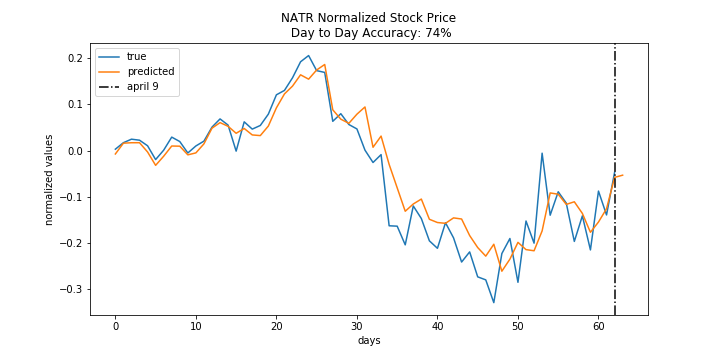 NATR Normalized Stock Price
Day to Day Accuracy: 74%
true
predicted
april 9
normalized values
0.2
0.1
0.0
−0.1
−0.2
−0.3
0 10 20 30 40 50 60
days